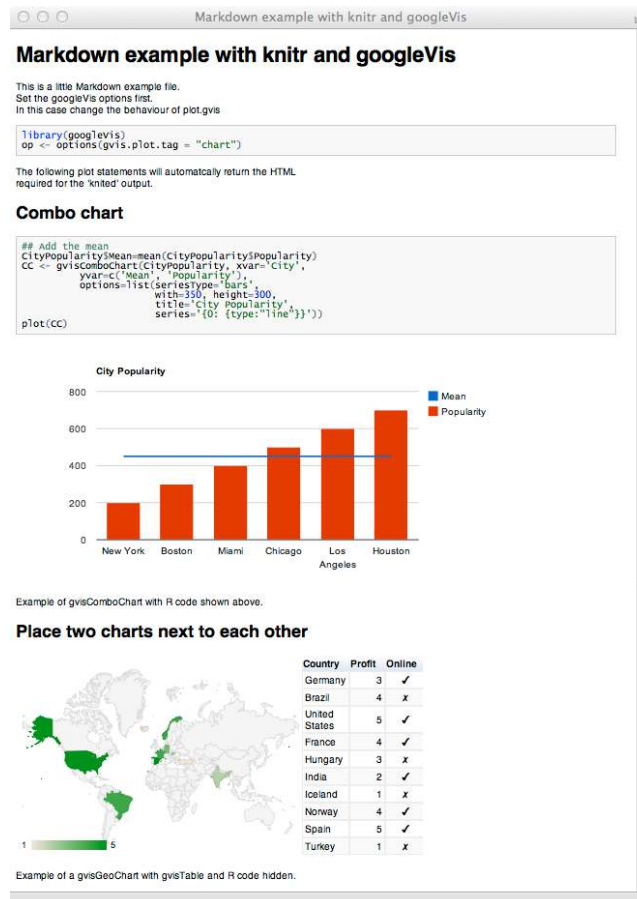 Markdown example with knitr and googleVis
Markdown example with knitr and googleVis
This is a little Markdown example file.
Set the googleVis options first.
In this case change the behaviour of plot.gvis
library(googleVis)
op <- options(gvis.plot.tag = "chart")
The following plot statements will automatcally return the HTML
required for the 'knited' output.
Combo chart
## Add the mean
CityPopularity$Mean=mean(CityPopularity$Popularity)
CC <- gvisComboChart(CityPopularity, xvar='City',
yvar=c('Mean', 'Popularity'),
options=list(seriesType='bars',
with=350, height=300,
title='City Popularity',
series='{0: {type:"line"}}'))
plot(CC)
City Popularity
800
600
400
200
0
Mean
Popularity
New York Boston Miami Chicago Los Angeles Houston
Example of gvisComboChart with R code shown above.
Place two charts next to each other
1 5
Country Profit Online
Germany 3 ✓
Brazil 4 ✗
United
States 5 ✓
France 4 ✓
Hungary 3 ✗
India 2 ✓
Iceland 1 ✗
Norway 4 ✓
Spain 5 ✓
Turkey 1 ✗
Example of a gvisGeoChart with gvisTable and R code hidden.